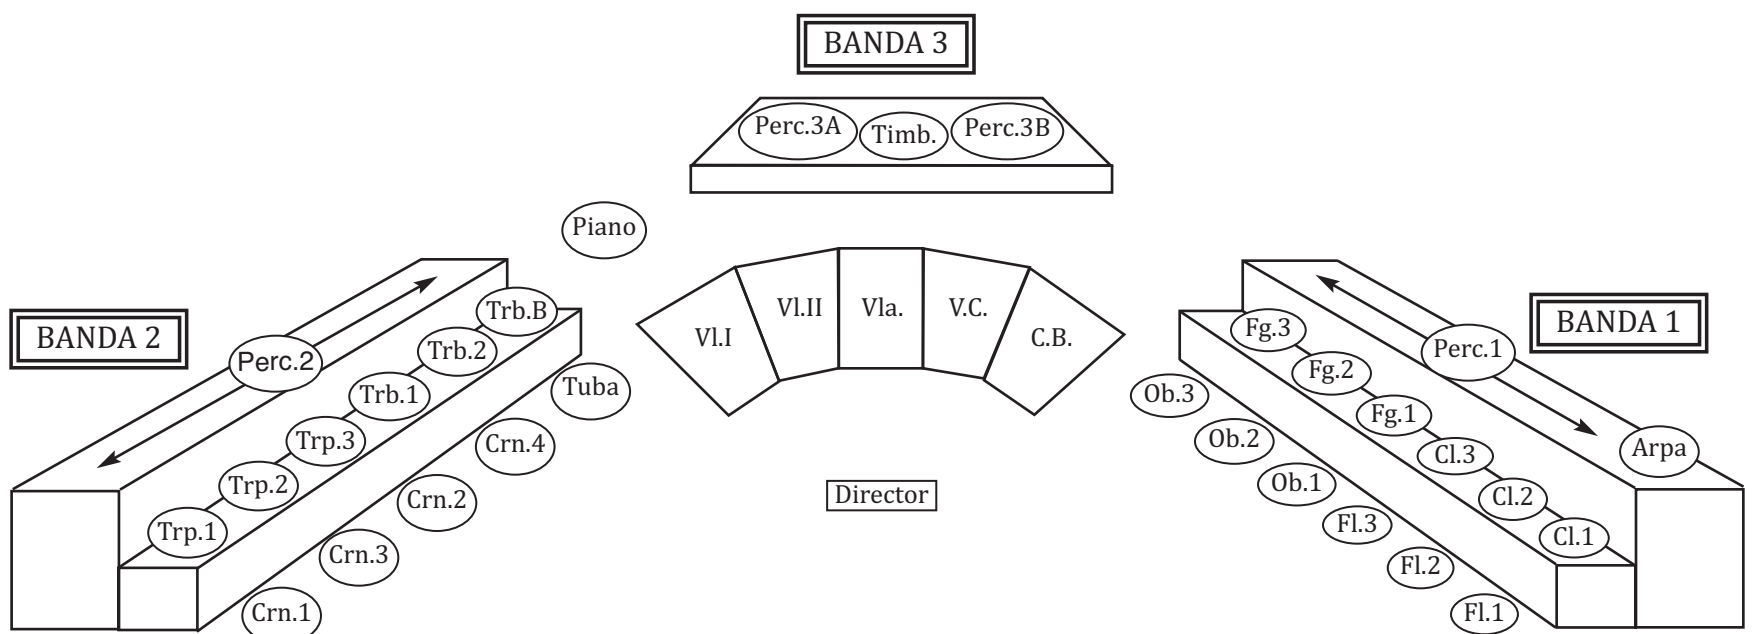 BANDA 3
Perc.3A
Timb.
Perc.3B
Piano
BANDA 2
Perc.2
Trb.B
Trb.2
Trb.1
Trp.3
Trp.2
Trp.1
Tuba
Crn.4
Crn.2
Crn.3
Crn.1
Vl.I
Vl.II
Vla.
V.C.
C.B.
Director
BANDA 1
Perc.1
Arpa
Fg.3
Fg.2
Fg.1
Cl.3
Cl.2
Cl.1
Ob.3
Ob.2
Ob.1
Fl.3
Fl.2
Fl.1